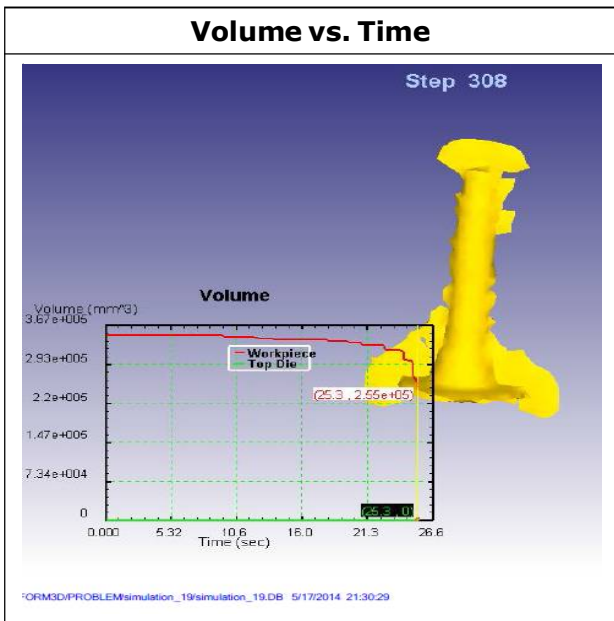 Volume vs. Time
Step 308
Volume
Volume (mm^3)
3.67e+005
Workpiece
Top Die
2.93e+005
(25.3 , 2.55e+05)
2.2e+005
1.47e+005
7.34e+004
(25.3 , 0)
0
0.000 5.32 10.6 16.0 21.3 26.6
Time (sec)
FORM3D/PROBLEM/simulation_19/simulation_19.DB 5/17/2014 21:30:29